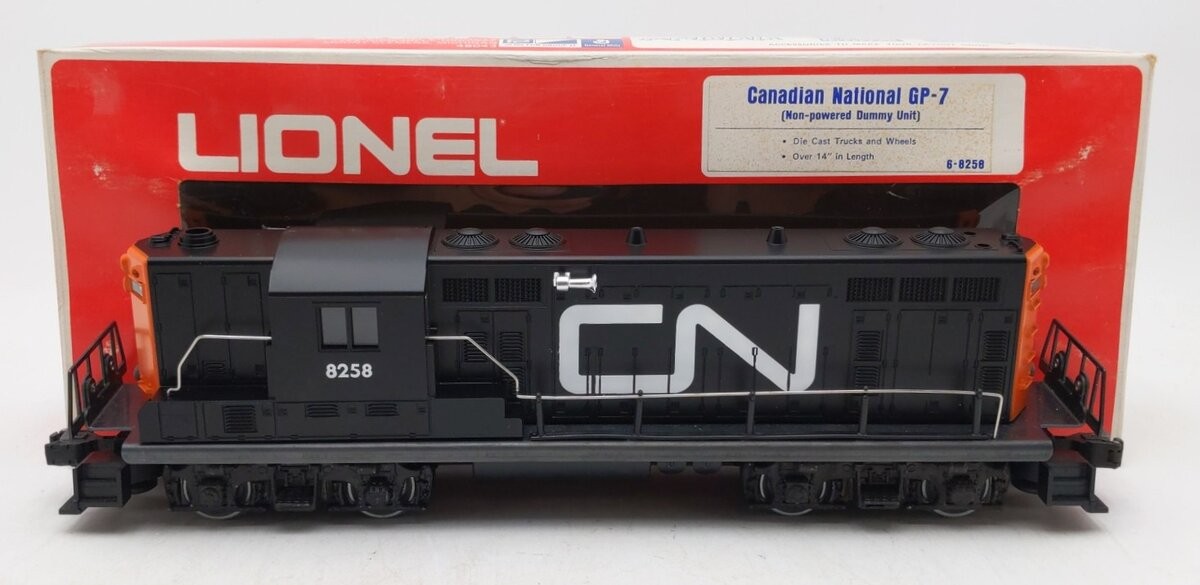 LIONEL
Canadian National GP-7
(Non-powered Dummy Unit)
• Die Cast Trucks and Wheels
• Over 14" in Length
6-8258
CN
8258